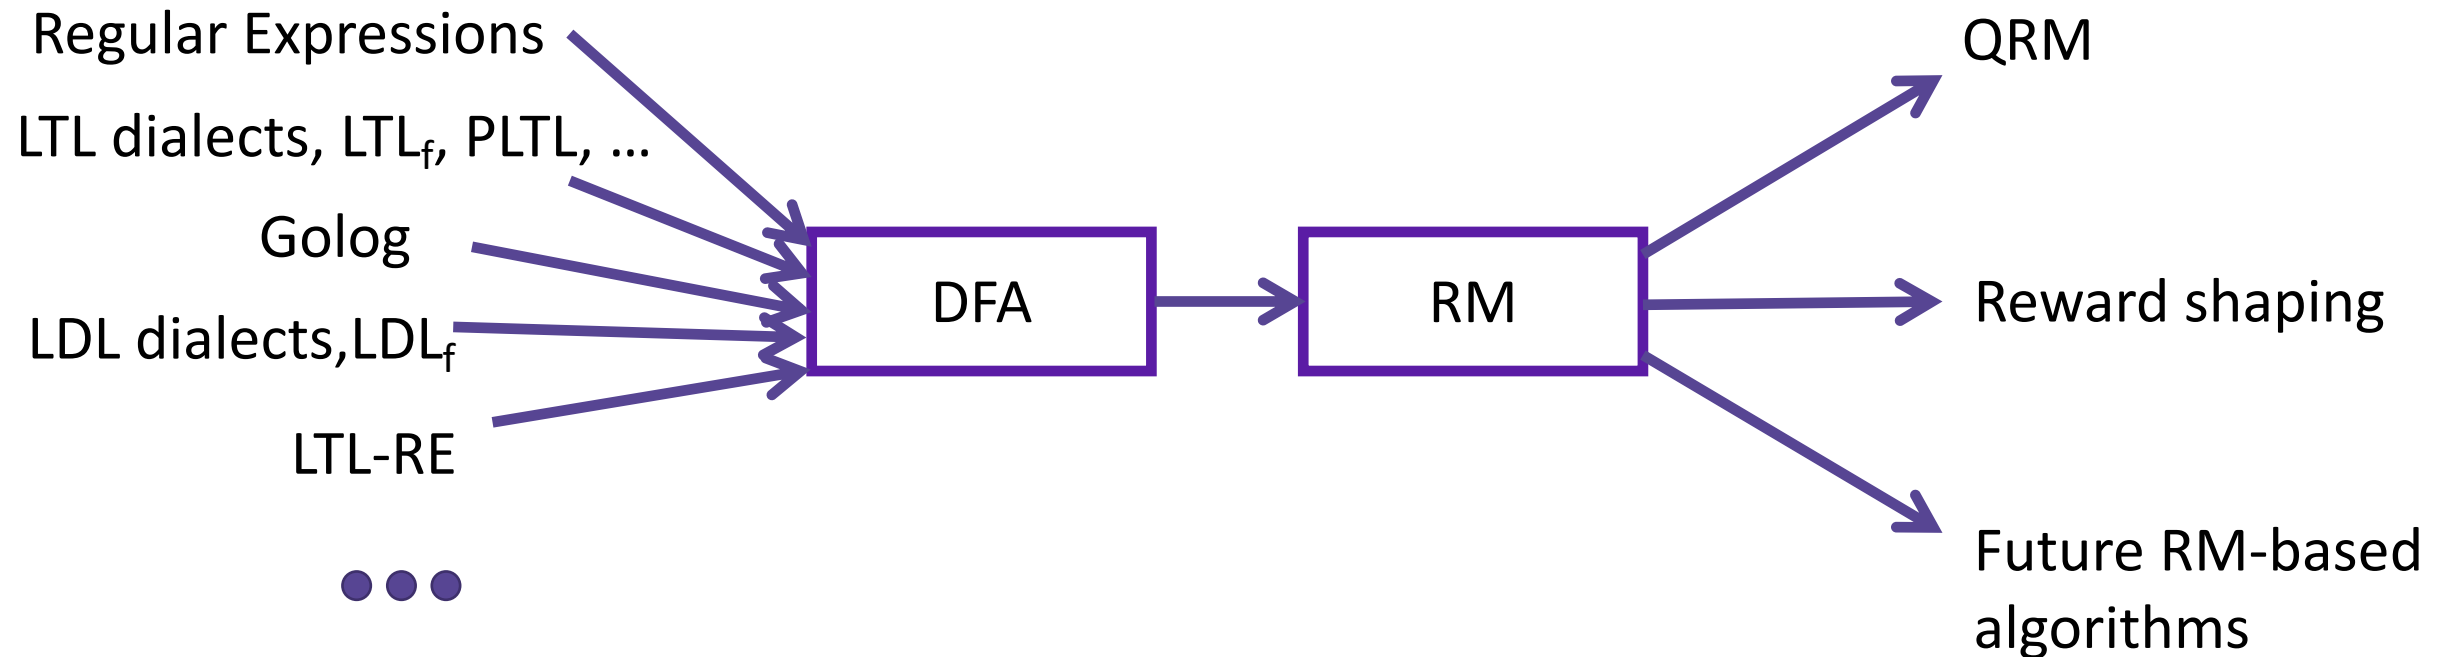 Regular Expressions
LTL dialects, LTLf, PLTL, ...
Golog
LDL dialects,LDLf
LTL-RE
DFA
RM
QRM
Reward shaping
Future RM-based
algorithms